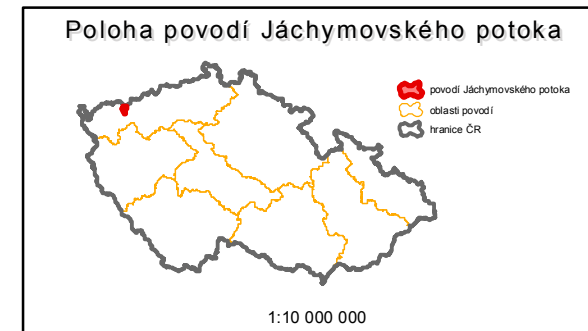 Poloha povodí Jáchymovského potoka
povodí Jáchymovského potoka
oblasti povodí
hranice ČR
1:10 000 000